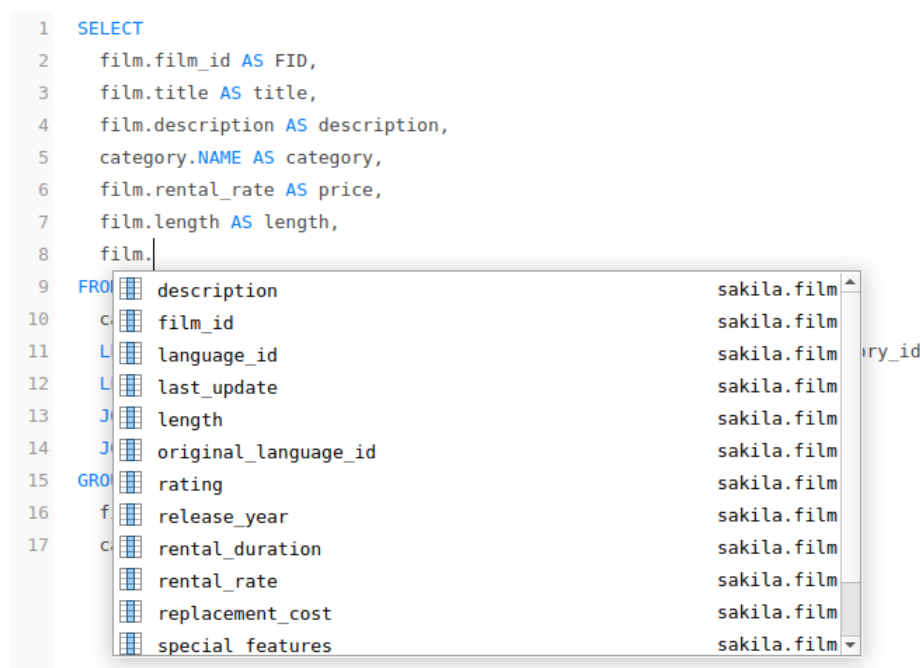 1 SELECT
2 film.film_id AS FID,
3 film.title AS title,
4 film.description AS description,
5 category.NAME AS category,
6 film.rental_rate AS price,
7 film.length AS length,
8 film.
9
description sakila.film
10
film_id sakila.film
11
language_id sakila.film
12
last_update sakila.film
13
length sakila.film
14
original_language_id sakila.film
15
rating sakila.film
16
release_year sakila.film
17
rental_duration sakila.film
rental_rate sakila.film
replacement_cost sakila.film
special_features sakila.film